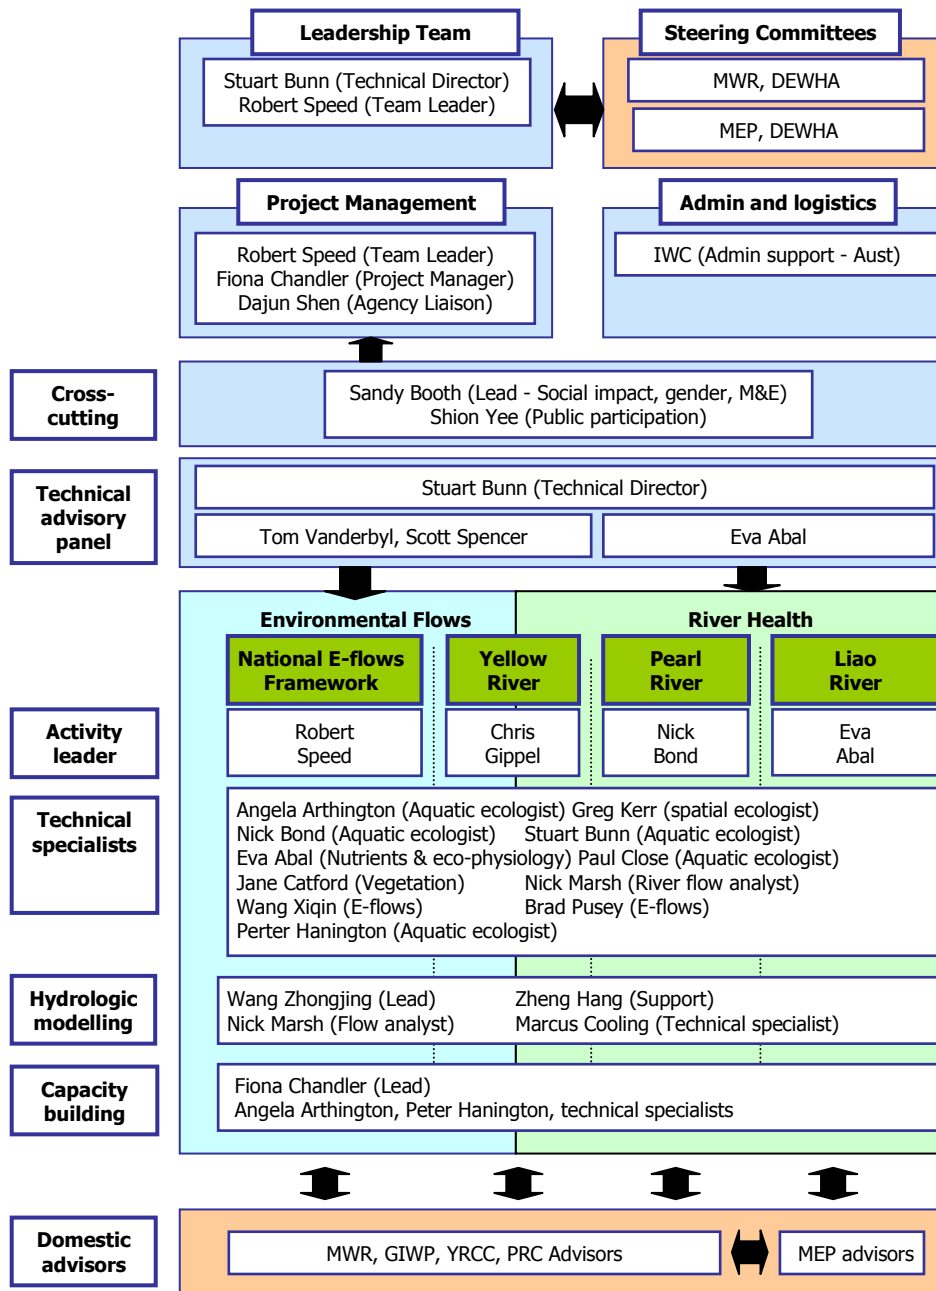 Leadership Team
Stuart Bunn (Technical Director)
Robert Speed (Team Leader)
Steering Committees
MWR, DEWHA
MEP, DEWHA
Project Management
Robert Speed (Team Leader)
Fiona Chandler (Project Manager)
Dajun Shen (Agency Liaison)
Admin and logistics
IWC (Admin support - Aust)
Cross-
cutting
Sandy Booth (Lead - Social impact, gender, M&E)
Shion Yee (Public participation)
Technical
advisory
panel
Stuart Bunn (Technical Director)
Tom Vanderbyl, Scott Spencer
Eva Abal
Environmental Flows
River Health
National E-flows
Framework
Yellow
River
Pearl
River
Liao
River
Activity
leader
Robert
Speed
Chris
Gippel
Nick
Bond
Eva
Abal
Technical
specialists
Angela Arthington (Aquatic ecologist) Greg Kerr (spatial ecologist)
Nick Bond (Aquatic ecologist) Stuart Bunn (Aquatic ecologist)
Eva Abal (Nutrients & eco-physiology) Paul Close (Aquatic ecologist)
Jane Catford (Vegetation) Nick Marsh (River flow analyst)
Wang Xiqin (E-flows) Brad Pusey (E-flows)
Perter Hanington (Aquatic ecologist)
Hydrologic
modelling
Wang Zhongjing (Lead) Zheng Hang (Support)
Nick Marsh (Flow analyst) Marcus Cooling (Technical specialist)
Capacity
building
Fiona Chandler (Lead)
Angela Arthington, Peter Hanington, technical specialists
Domestic
advisors
MWR, GIWP, YRCC, PRC Advisors
MEP advisors